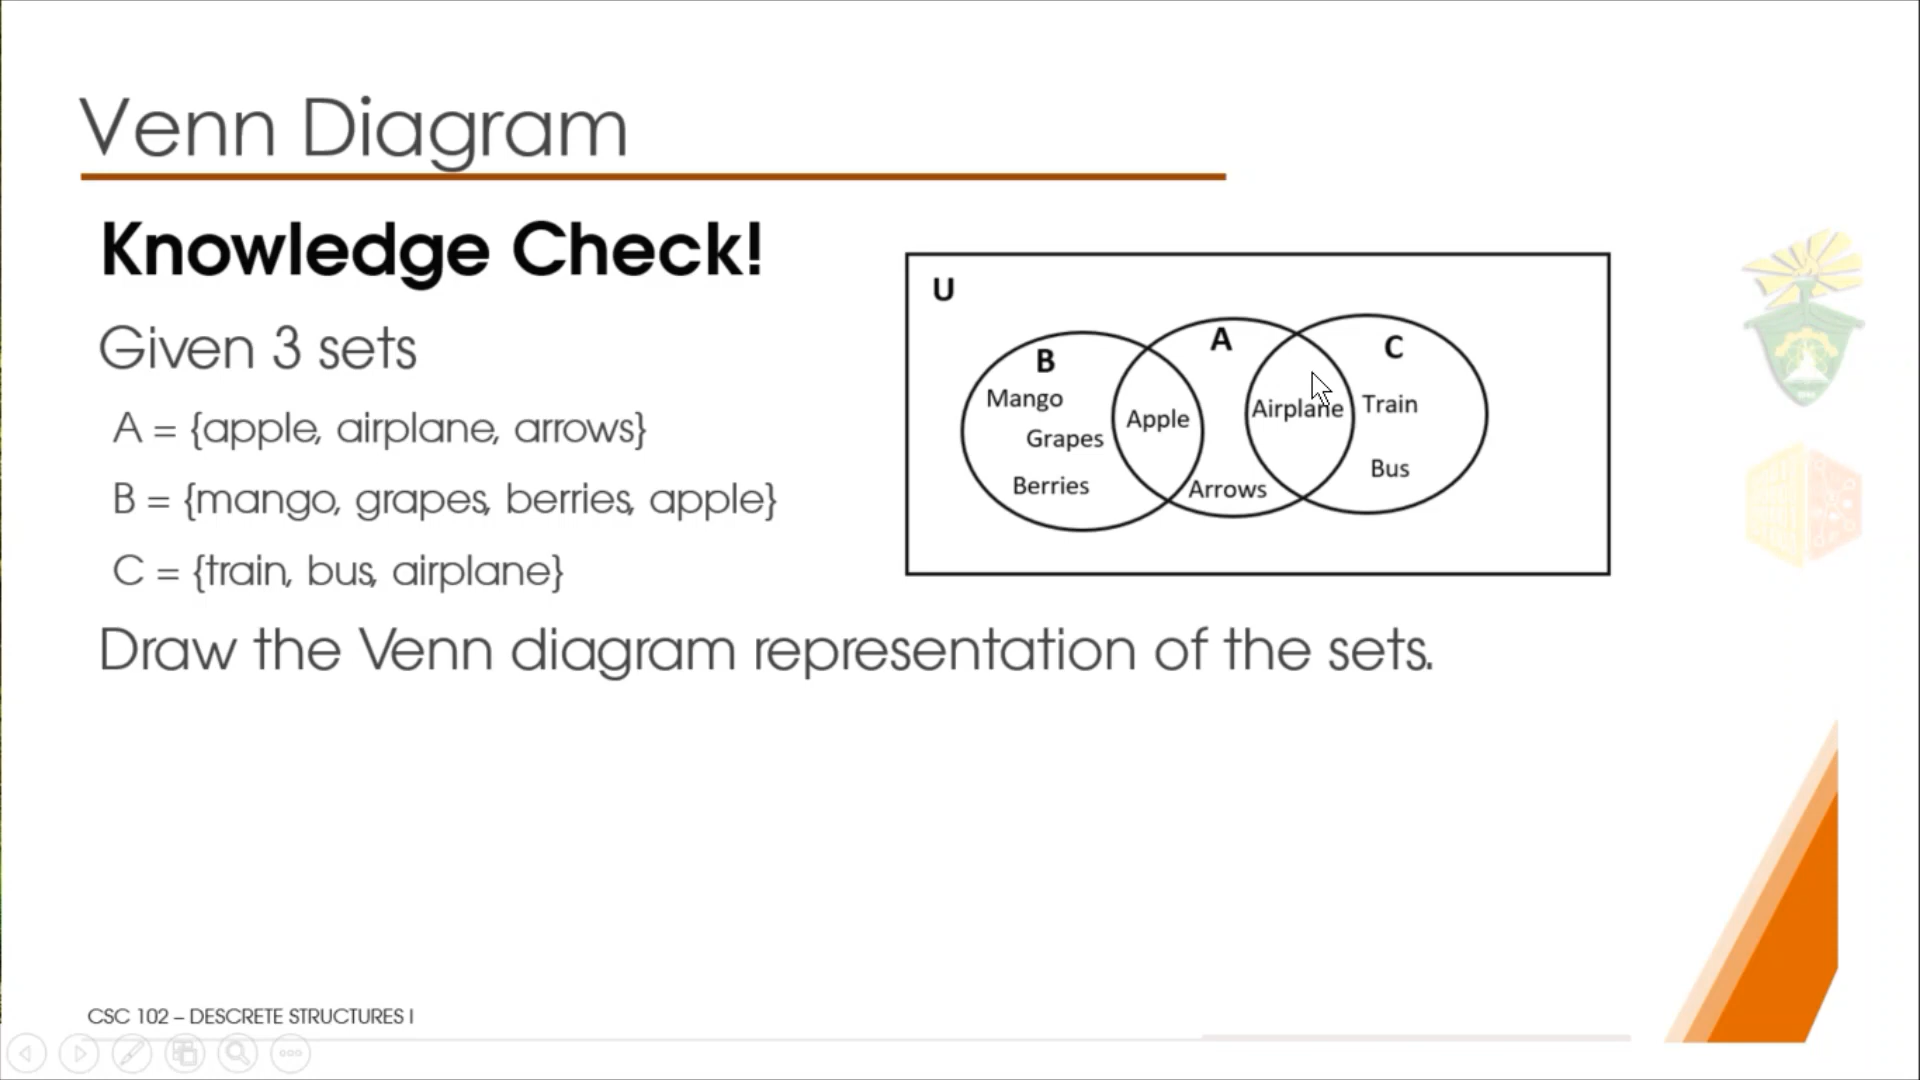 Venn Diagram
Knowledge Check!
Given 3 sets
A = {apple, airplane, arrows}
B = {mango, grapes, berries, apple}
C = {train, bus, airplane}
U
B
A
C
Mango
Grapes
Berries
Apple
Arrows
Airplane
Train
Bus
Draw the Venn diagram representation of the sets.
CSC 102 – DESCRETE STRUCTURES I